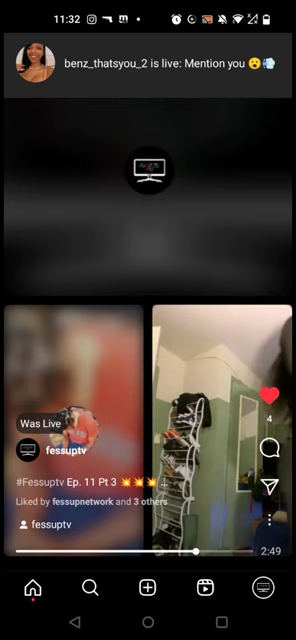 11:32
benz_thatsyou_2 is live: Mention you 😮💨
Was Live
fessuptv
#Fessuptv Ep. 11 Pt 3 💥💥💥 ...
Liked by fessupnetwork and 3 others
fessuptv
4
2:49